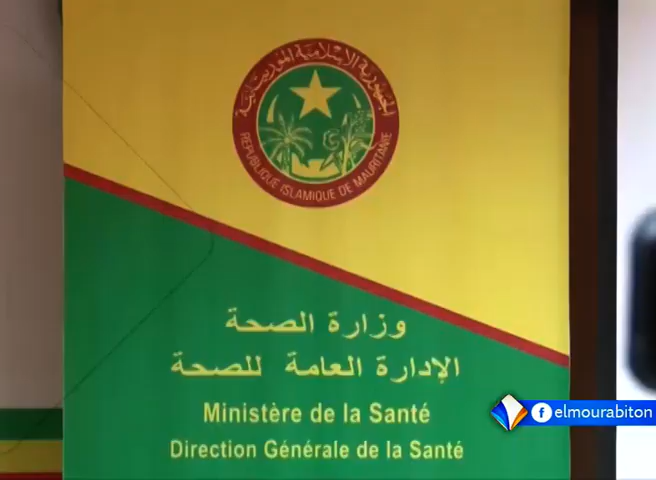 الجمهورية الإسلامية الموريتانية
REPUBLIQUE ISLAMIQUE DE MAURITANIE
وزارة الصحة
الإدارة العامة للصحة
Ministère de la Santé
Direction Générale de la Santé
elmourabiton